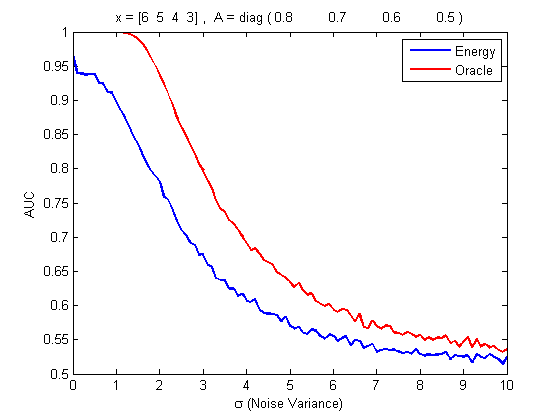 x = [6 5 4 3] , A = diag ( 0.8 0.7 0.6 0.5 )
1
0.95
0.9
0.85
0.8
0.75
0.7
0.65
0.6
0.55
0.5
AUC
Energy
Oracle
0 1 2 3 4 5 6 7 8 9 10
σ (Noise Variance)